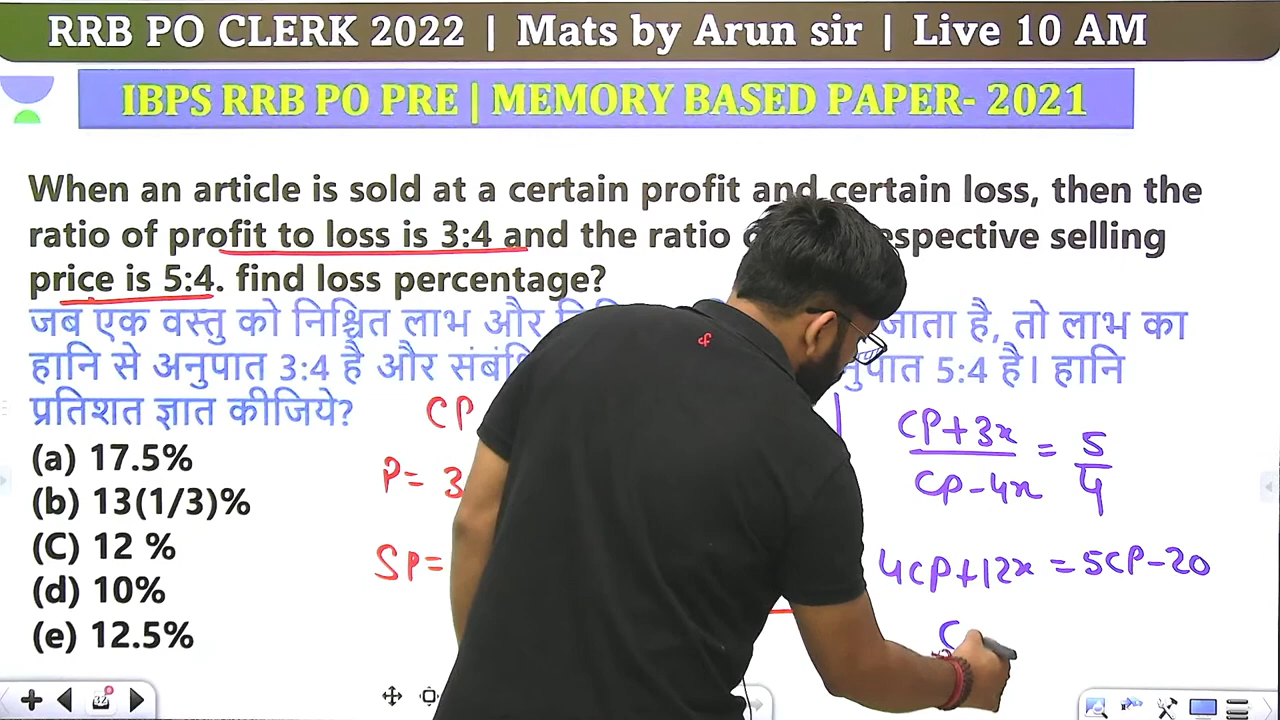 RRB PO CLERK 2022 | Mats by Arun sir | Live 10 AM
IBPS RRB PO PRE | MEMORY BASED PAPER- 2021
When an article is sold at a certain profit and certain loss, then the
ratio of profit to loss is 3:4 and the ratio espective selling
price is 5:4. find loss percentage?
जब एक वस्तु को निश्चित लाभ और जाता है, तो लाभ का
हानि से अनुपात 3:4 है और 5:4 है। हानि
प्रतिशत ज्ञात कीजिये?
(a) 17.5%
(b) 13(1/3)%
(C) 12 %
(d) 10%
(e) 12.5%
CP
P= 3
SP=
CP+3x = 5
CP-4x 4
4CP+12x = 5CP-20
C